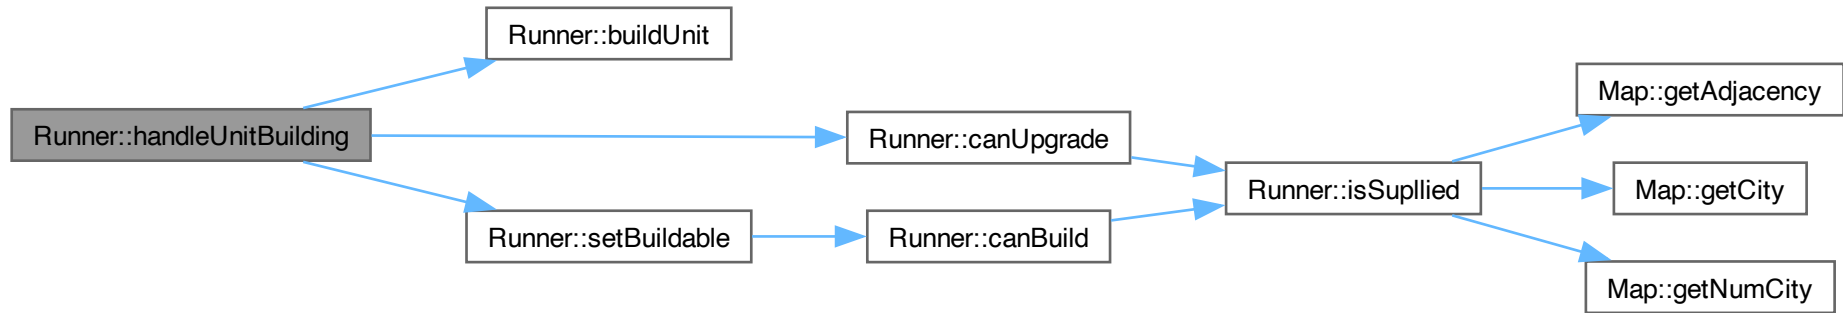 Runner::handleUnitBuilding
Runner::buildUnit
Runner::canUpgrade
Runner::setBuildable
Runner::canBuild
Runner::isSupllied
Map::getAdjacency
Map::getCity
Map::getNumCity